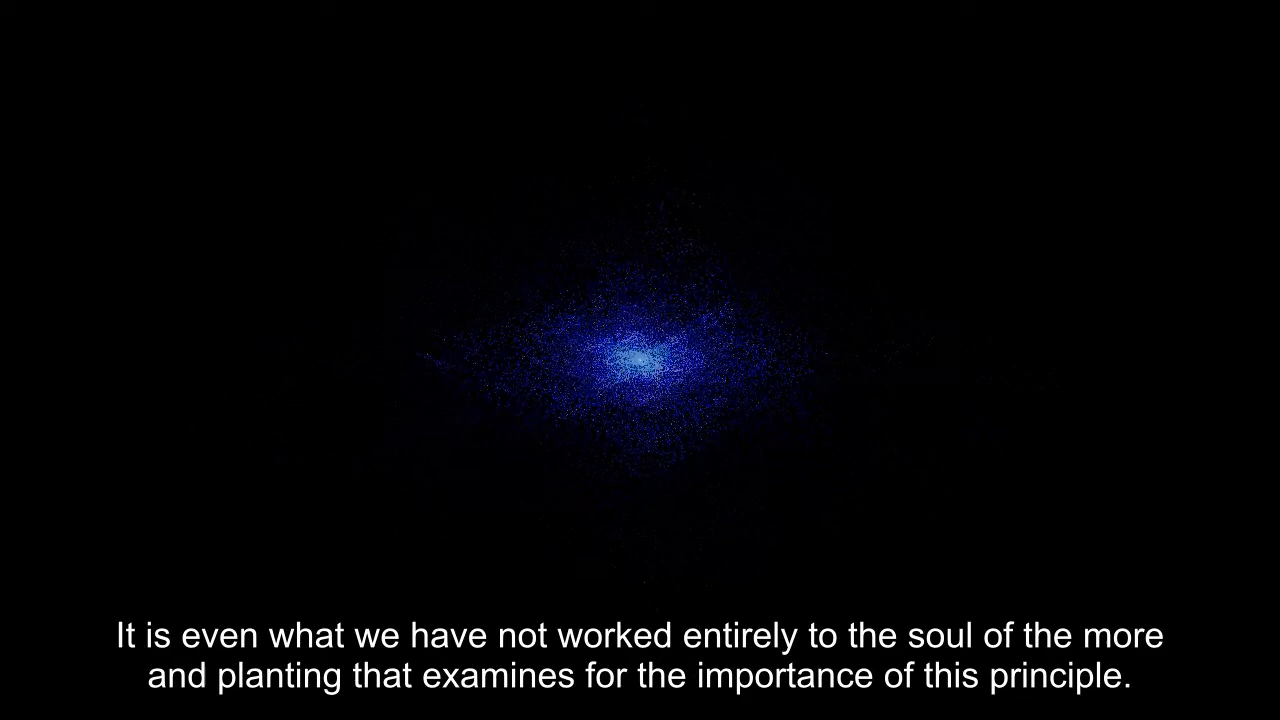 It is even what we have not worked entirely to the soul of the more
and planting that examines for the importance of this principle.